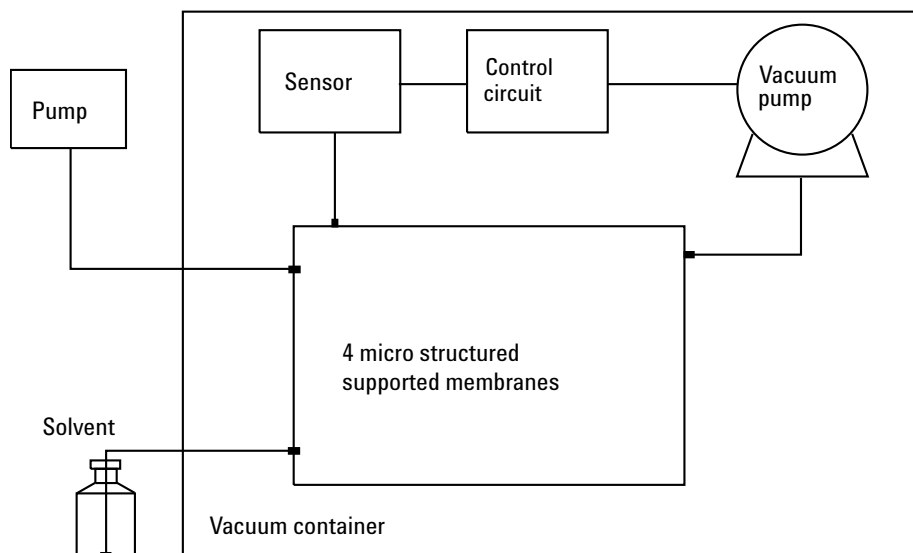 Pump
Sensor
Control
circuit
Vacuum
pump
4 micro structured
supported membranes
Solvent
Vacuum container